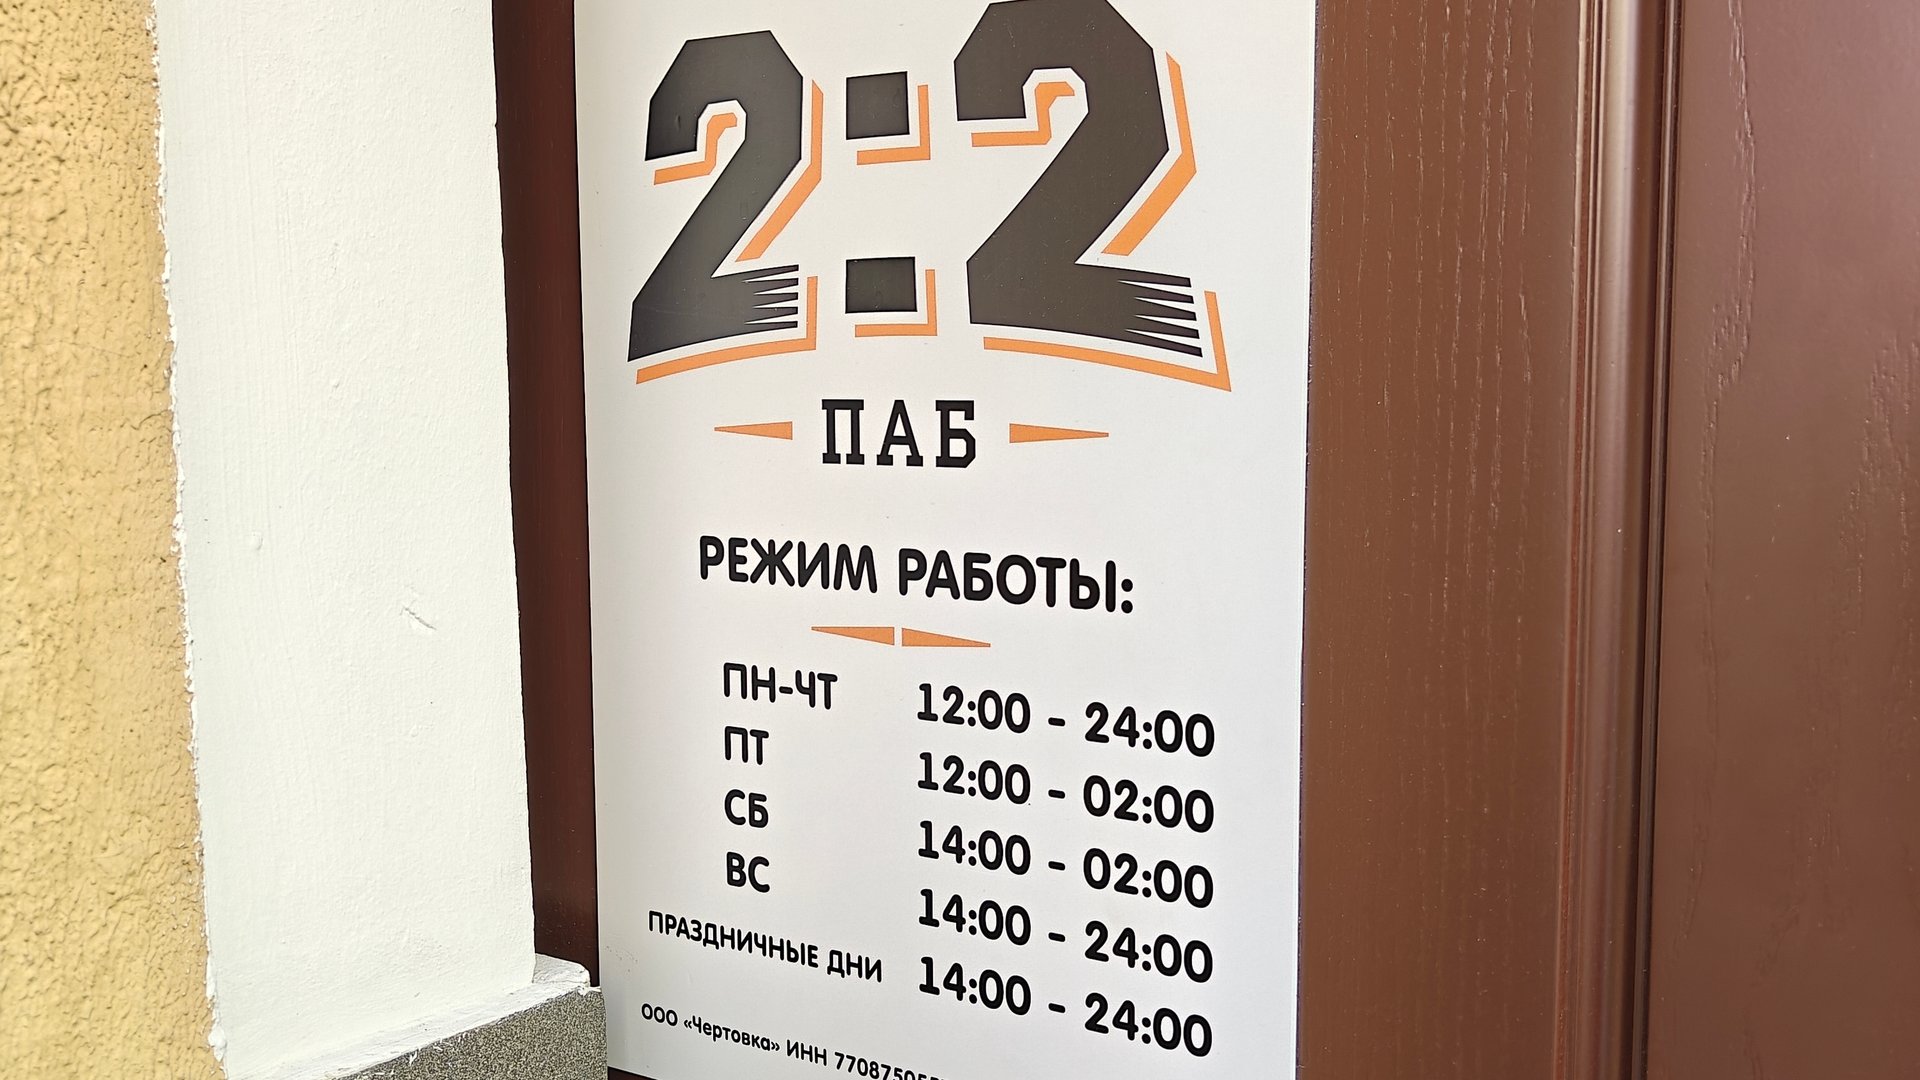 2:2
ПАБ
РЕЖИМ РАБОТЫ:
ПН-ЧТ 12:00 - 24:00
ПТ 12:00 - 02:00
СБ 14:00 - 02:00
ВС 14:00 - 24:00
ПРАЗДНИЧНЫЕ ДНИ 14:00 - 24:00
ООО «Чертовка» ИНН